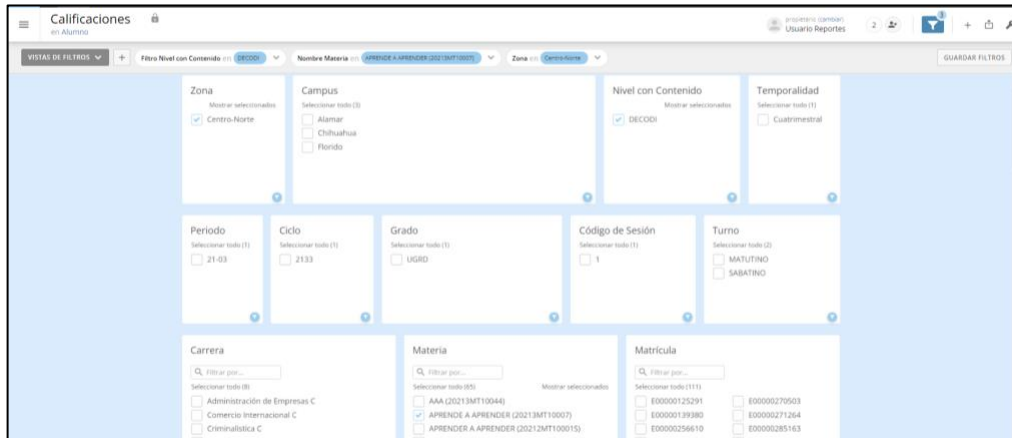 Calificaciones
en Alumno
propietario (cambiar)
Usuario Reportes
2
3
VISTAS DE FILTROS
+
Filtro Nivel con Contenido en DECODI
Nombre Materia en APRENDE A APRENDER (20213MT10007)
Zona en Centro-Norte
GUARDAR FILTROS
Zona
Mostrar seleccionados
Centro-Norte
Campus
Seleccionar todo (3)
Alamar
Chihuahua
Florido
Nivel con Contenido
Mostrar seleccionados
DECODI
Temporalidad
Seleccionar todo (1)
Cuatrimestral
Periodo
Seleccionar todo (1)
21-03
Ciclo
Seleccionar todo (1)
2133
Grado
Seleccionar todo (1)
UGRD
Código de Sesión
Seleccionar todo (1)
1
Turno
Seleccionar todo (2)
MATUTINO
SABATINO
Carrera
Filtrar por...
Seleccionar todo (8)
Administración de Empresas C
Comercio Internacional C
Criminalística C
Materia
Filtrar por...
Seleccionar todo (65) Mostrar seleccionados
AAA (20213MT10044)
APRENDE A APRENDER (20213MT10007)
APRENDER A APRENDER (20212MT100015)
Matrícula
Filtrar por...
Seleccionar todo (111)
E00000125291 E00000270503
E00000139380 E00000271264
E00000256610 E00000285163